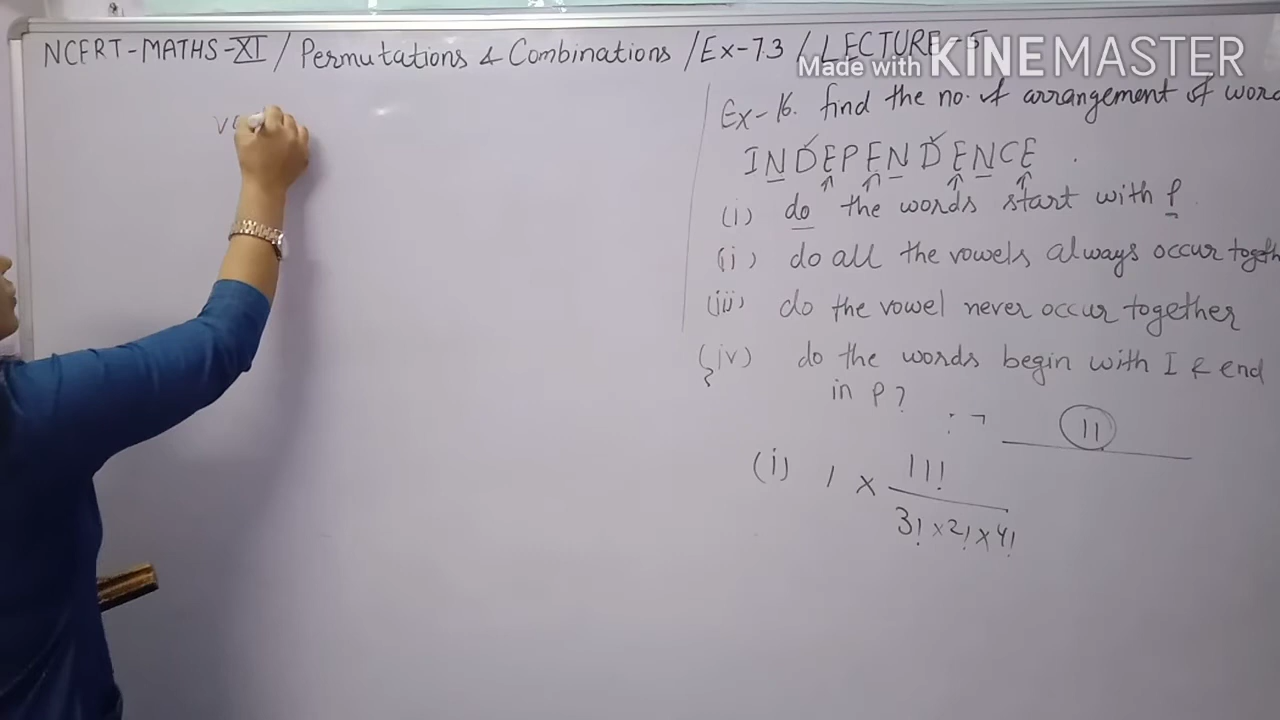 NCERT-MATHS-XI / Permutations & Combinations / Ex-7.3 / LECTURE-5
Made with KINEMASTER
Ex-16. find the no. of arrangement of word
INDEPENDENCE
(i) do the words start with P
(ii) do all the vowels always occur togeth
(iii) do the vowel never occur together
(iv) do the words begin with I & end
in P?
11
(i) 1 × 11!
3! × 2! × 4!